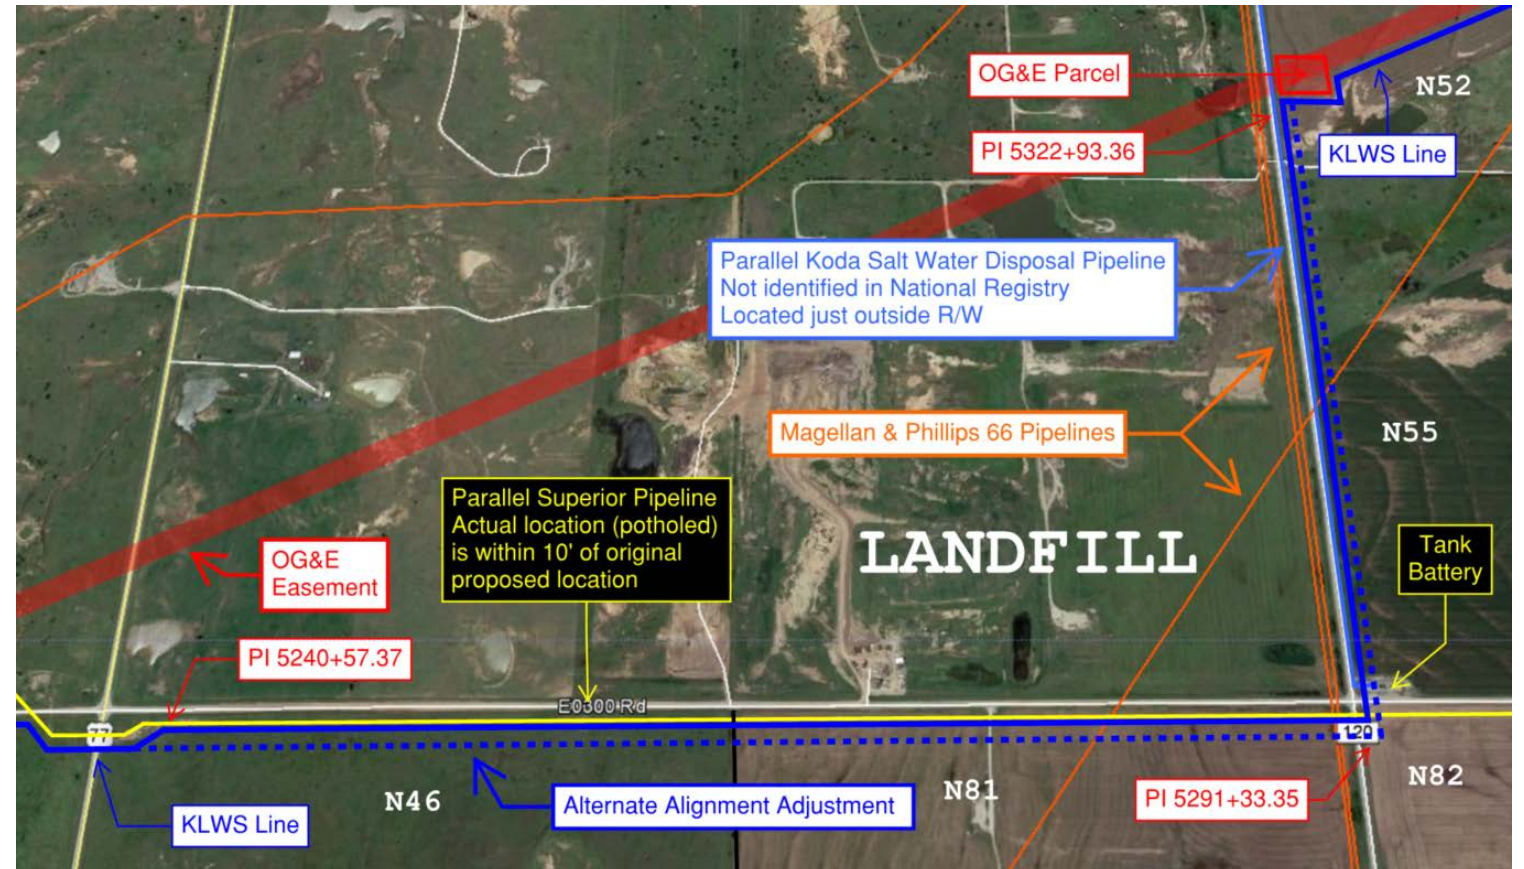 OG&E Parcel
N52
PI 5322+93.36
KLWS Line
Parallel Koda Salt Water Disposal Pipeline
Not identified in National Registry
Located just outside R/W
Magellan & Phillips 66 Pipelines
N55
Parallel Superior Pipeline
Actual location (potholed)
is within 10' of original
proposed location
LANDFILL
Tank
Battery
OG&E
Easement
PI 5240+57.37
E0300 Rd
77
120
N46
N81
N82
KLWS Line
Alternate Alignment Adjustment
PI 5291+33.35